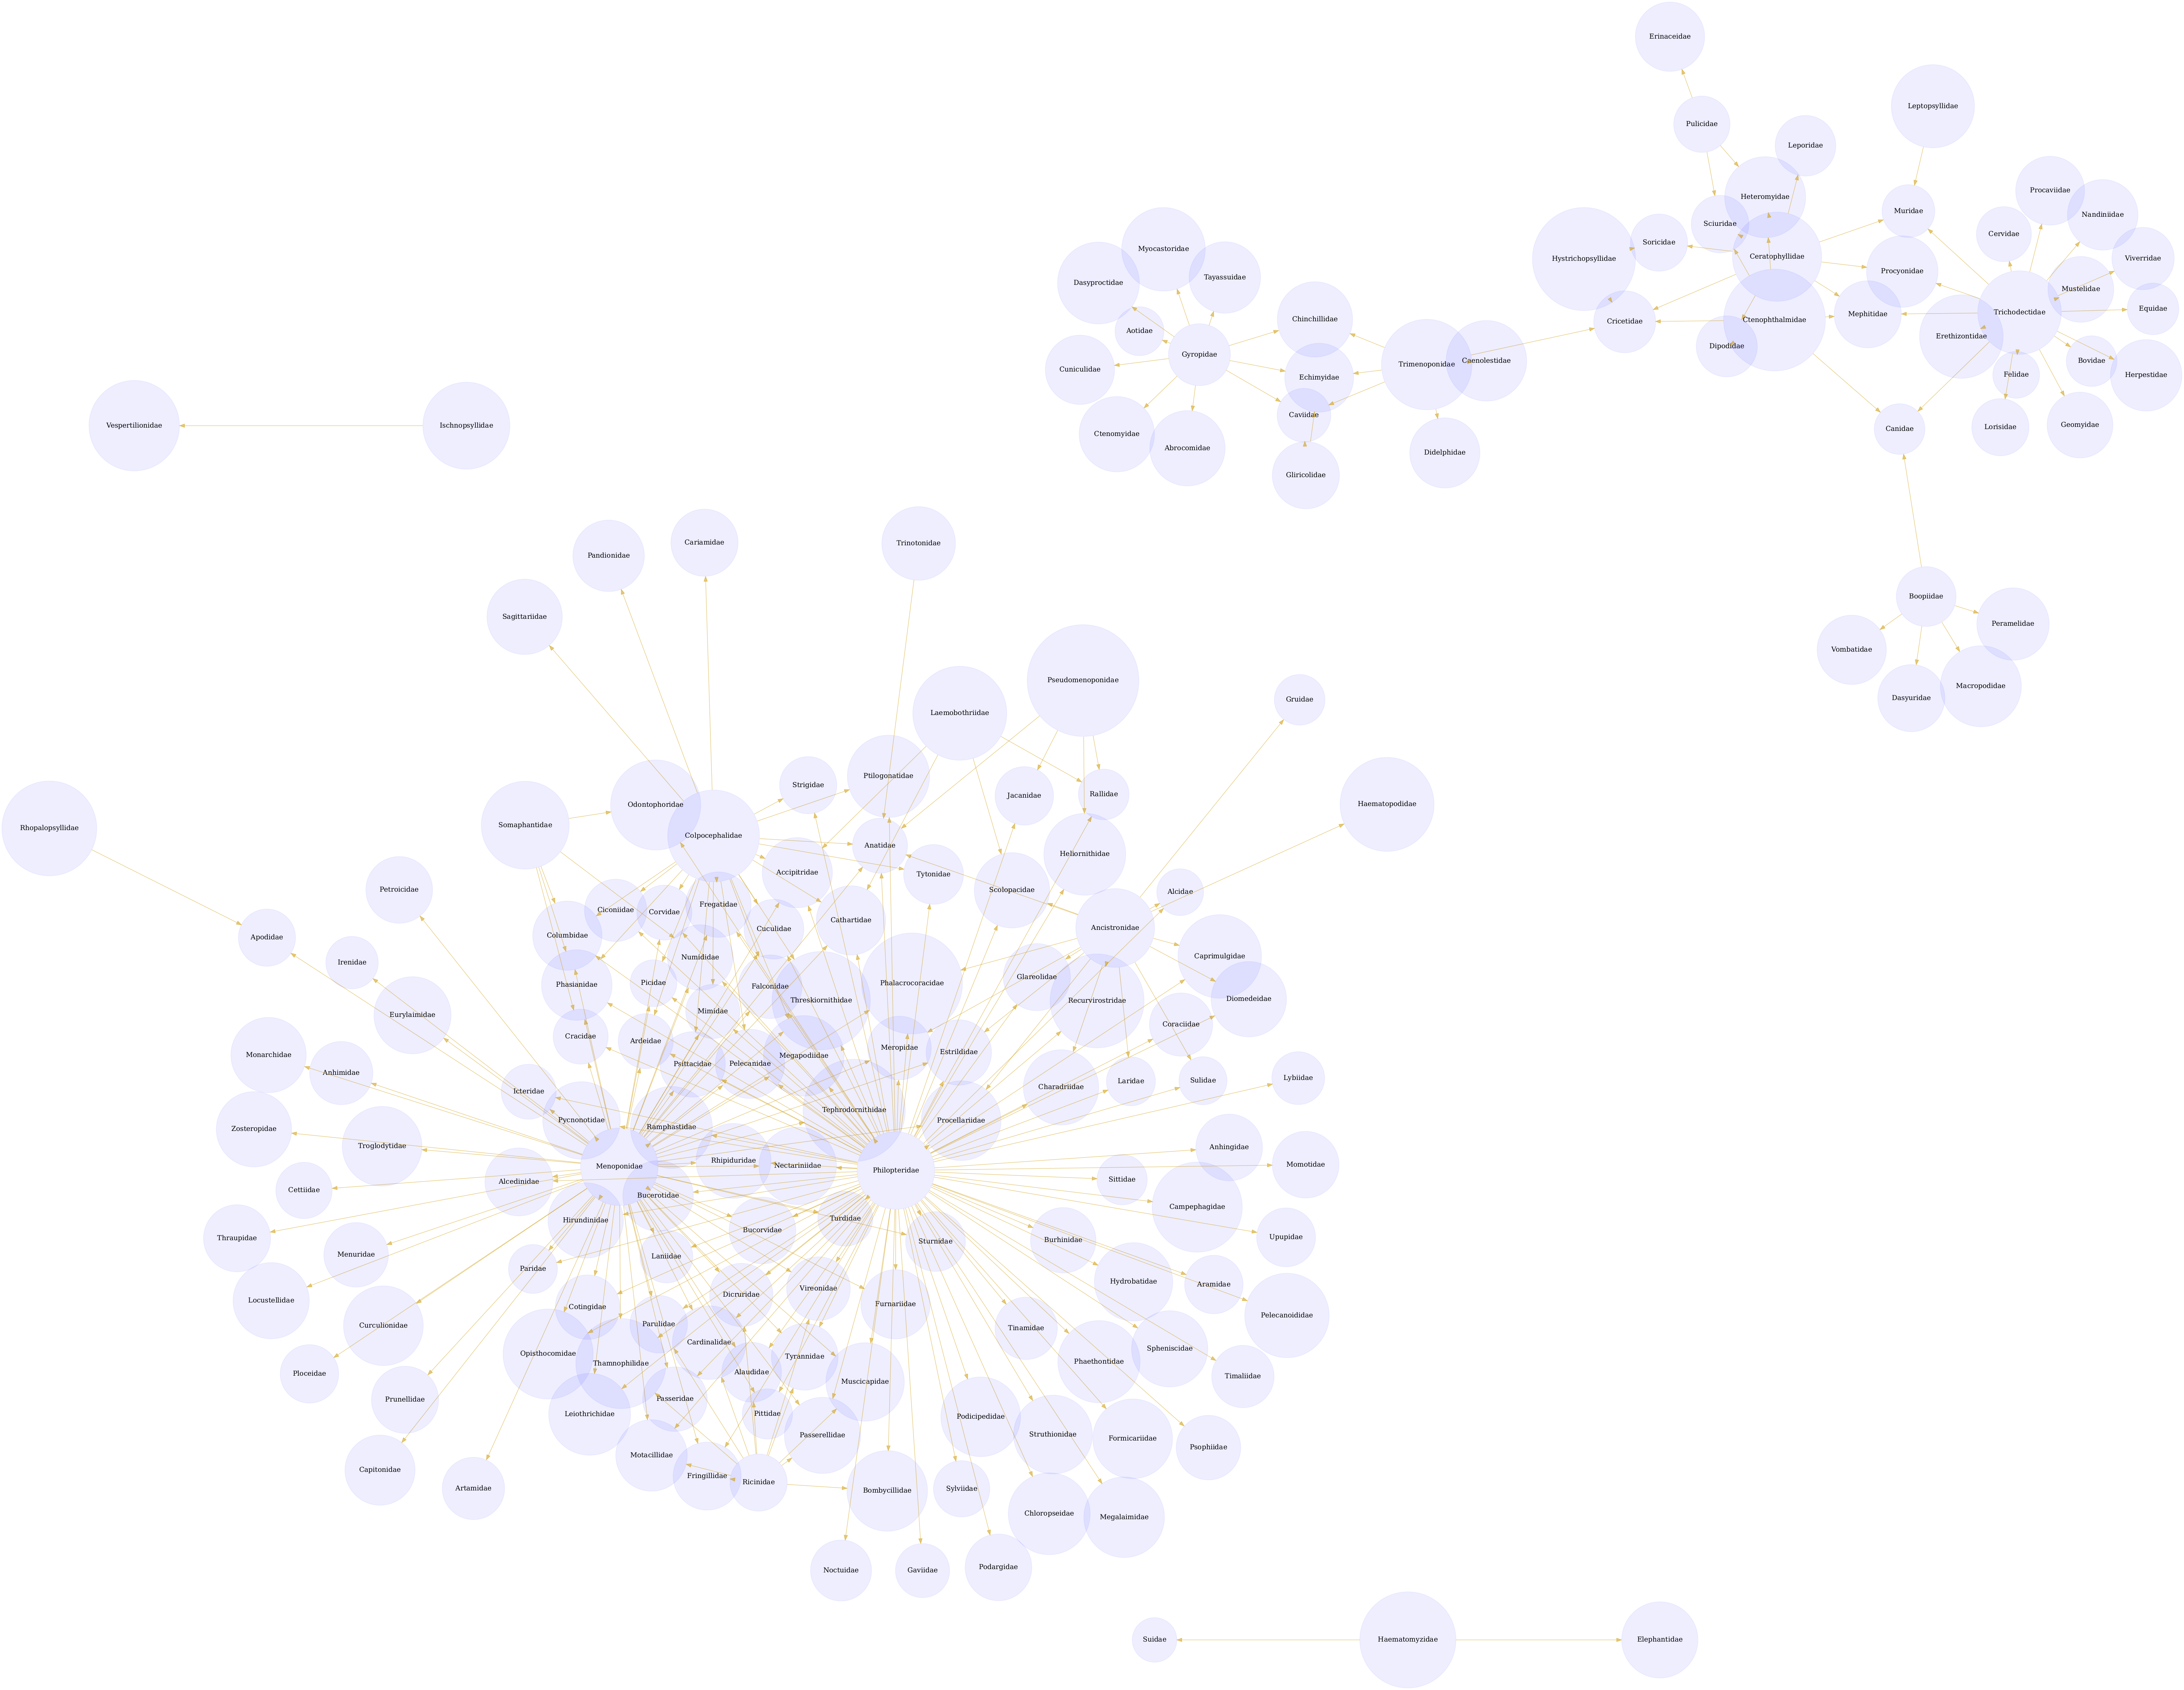 Erinaceidae
Leptopsyllidae
Pulicidae
Leporidae
Procaviidae
Heteromyidae
Muridae
Nandiniidae
Sciuridae
Cervidae
Soricidae
Myocastoridae
Hystrichopsyllidae
Ceratophyllidae
Viverridae
Procyonidae
Tayassuidae
Dasyproctidae
Mustelidae
Equidae
Trichodectidae
Mephitidae
Chinchillidae
Ctenophthalmidae
Cricetidae
Aotidae
Erethizontidae
Dipodidae
Gyropidae
Caenolestidae
Bovidae
Trimenoponidae
Cuniculidae
Felidae
Herpestidae
Echimyidae
Caviidae
Vespertilionidae
Ischnopsyllidae
Geomyidae
Lorisidae
Canidae
Ctenomyidae
Abrocomidae
Didelphidae
Gliricolidae
Cariamidae
Trinotonidae
Pandionidae
Boopiidae
Sagittariidae
Peramelidae
Vombatidae
Pseudomenoponidae
Macropodidae
Dasyuridae
Gruidae
Laemobothriidae
Ptilogonatidae
Strigidae
Rallidae
Jacanidae
Odontophoridae
Haematopodidae
Somaphantidae
Rhopalopsyllidae
Colpocephalidae
Anatidae
Heliornithidae
Accipitridae
Tytonidae
Petroicidae
Scolopacidae
Alcidae
Fregatidae
Ciconiidae
Corvidae
Cathartidae
Cuculidae
Ancistronidae
Columbidae
Apodidae
Caprimulgidae
Numididae
Irenidae
Glareolidae
Picidae
Phalacrocoracidae
Phasianidae
Falconidae
Diomedeidae
Threskiornithidae
Recurvirostridae
Mimidae
Eurylaimidae
Coraciidae
Cracidae
Ardeidae
Meropidae
Estrildidae
Monarchidae
Megapodiidae
Psittacidae
Pelecanidae
Anhimidae
Lybiidae
Laridae
Sulidae
Charadriidae
Icteridae
Tephrodornithidae
Pycnonotidae
Procellariidae
Ramphastidae
Zosteropidae
Troglodytidae
Anhingidae
Rhipiduridae
Momotidae
Nectariniidae
Menoponidae
Philopteridae
Sittidae
Alcedinidae
Cettiidae
Bucerotidae
Campephagidae
Turdidae
Hirundinidae
Bucorvidae
Thraupidae
Upupidae
Burhinidae
Sturnidae
Menuridae
Laniidae
Paridae
Hydrobatidae
Aramidae
Vireonidae
Dicruridae
Locustellidae
Furnariidae
Cotingidae
Pelecanoididae
Parulidae
Curculionidae
Tinamidae
Cardinalidae
Spheniscidae
Opisthocomidae
Tyrannidae
Phaethontidae
Thamnophilidae
Alaudidae
Ploceidae
Timaliidae
Muscicapidae
Passeridae
Prunellidae
Leiothrichidae
Pittidae
Podicipedidae
Struthionidae
Passerellidae
Formicariidae
Psophiidae
Motacillidae
Capitonidae
Fringillidae
Ricinidae
Artamidae
Sylviidae
Bombycillidae
Chloropseidae
Megalaimidae
Podargidae
Noctuidae
Gaviidae
Suidae
Haematomyzidae
Elephantidae